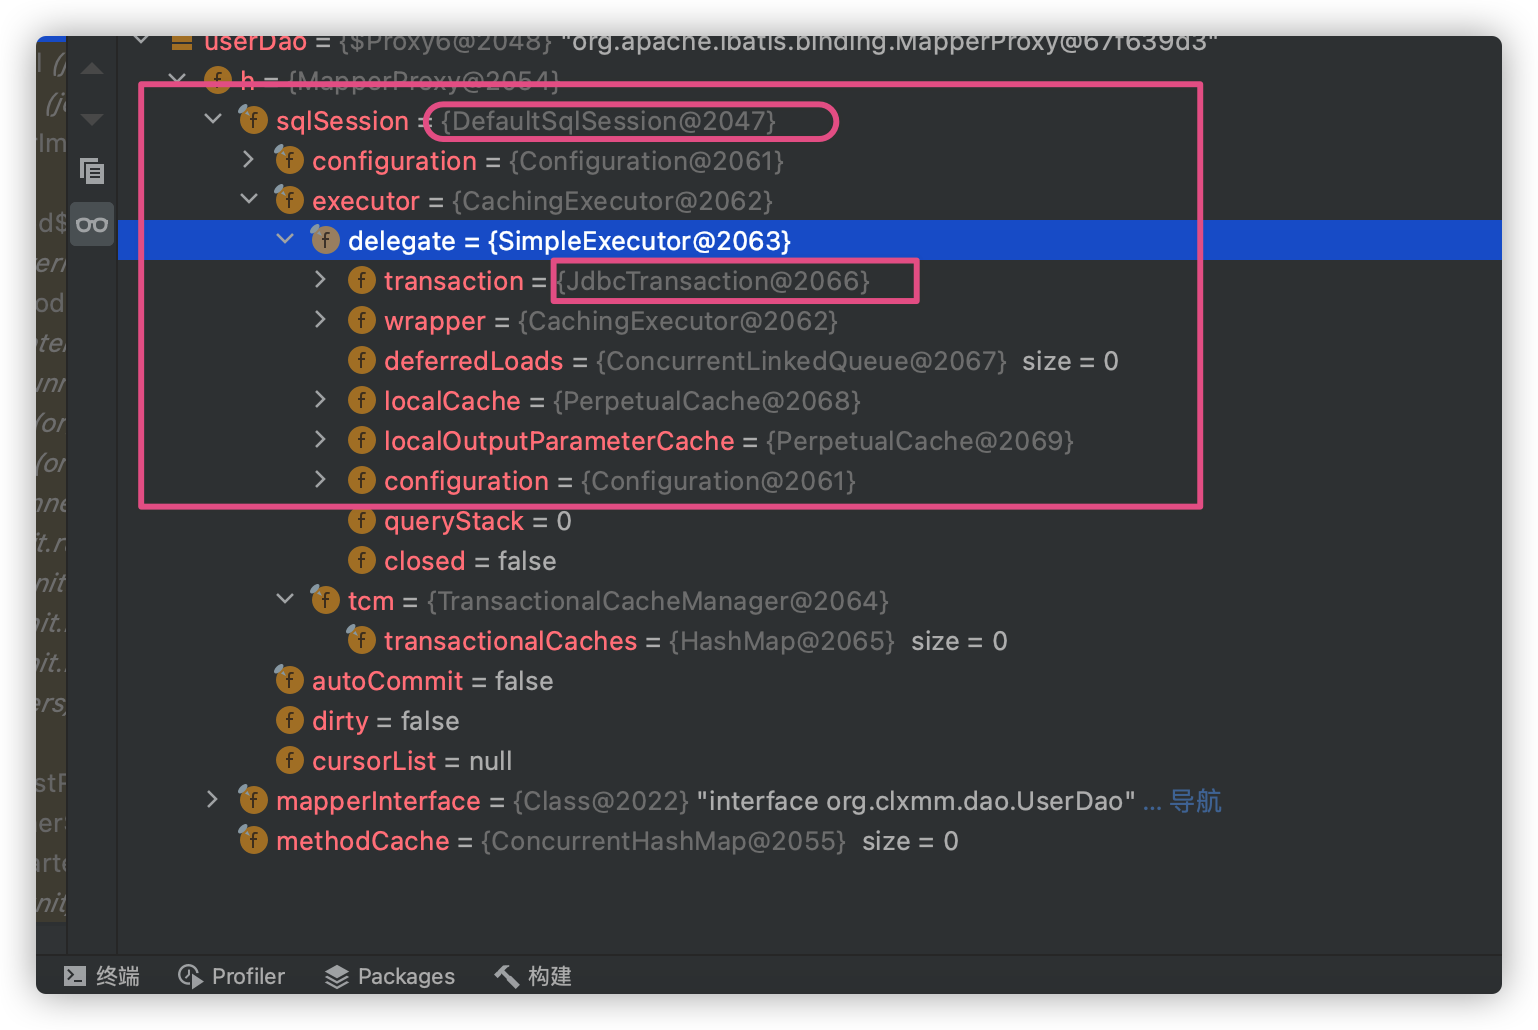 userDao = {$Proxy6@2048} "org.apache.ibatis.binding.MapperProxy@67f639d3"
h = {MapperProxy@2054}
sqlSession = {DefaultSqlSession@2047}
configuration = {Configuration@2061}
executor = {CachingExecutor@2062}
delegate = {SimpleExecutor@2063}
transaction = {JdbcTransaction@2066}
wrapper = {CachingExecutor@2062}
deferredLoads = {ConcurrentLinkedQueue@2067} size = 0
localCache = {PerpetualCache@2068}
localOutputParameterCache = {PerpetualCache@2069}
configuration = {Configuration@2061}
queryStack = 0
closed = false
tcm = {TransactionalCacheManager@2064}
transactionalCaches = {HashMap@2065} size = 0
autoCommit = false
dirty = false
cursorList = null
mapperInterface = {Class@2022} "interface org.clxmm.dao.UserDao" ... 导航
methodCache = {ConcurrentHashMap@2055} size = 0
终端 Profiler Packages 构建